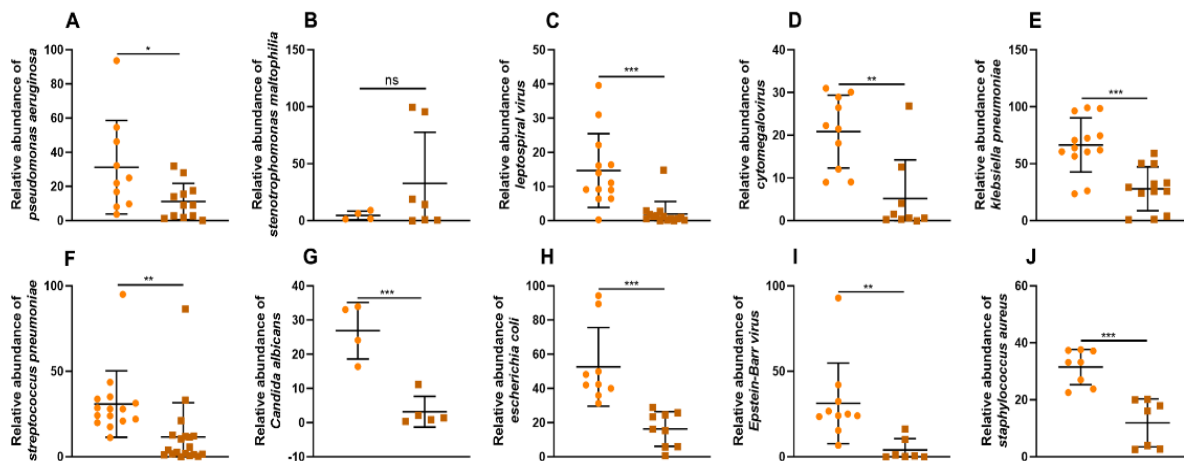 A
Relative abundance of
pseudomonas aeruginosa
100
80
60
40
20
0
*
B
Relative abundance of
stenotrophomonas maltophilia
150
100
50
0
ns
C
Relative abundance of
leptospiral virus
50
40
30
20
10
0
***
D
Relative abundance of
cytomegalovirus
40
30
20
10
0
**
E
Relative abundance of
klebsiella pneumoniae
150
100
50
0
***
F
Relative abundance of
streptococcus pneumoniae
100
50
0
**
G
Relative abundance of
Candida albicans
40
30
20
10
0
-10
***
H
Relative abundance of
escherichia coli
100
80
60
40
20
0
***
I
Relative abundance of
Epstein-Barr virus
100
50
0
**
J
Relative abundance of
staphylococcus aureus
60
40
20
0
***